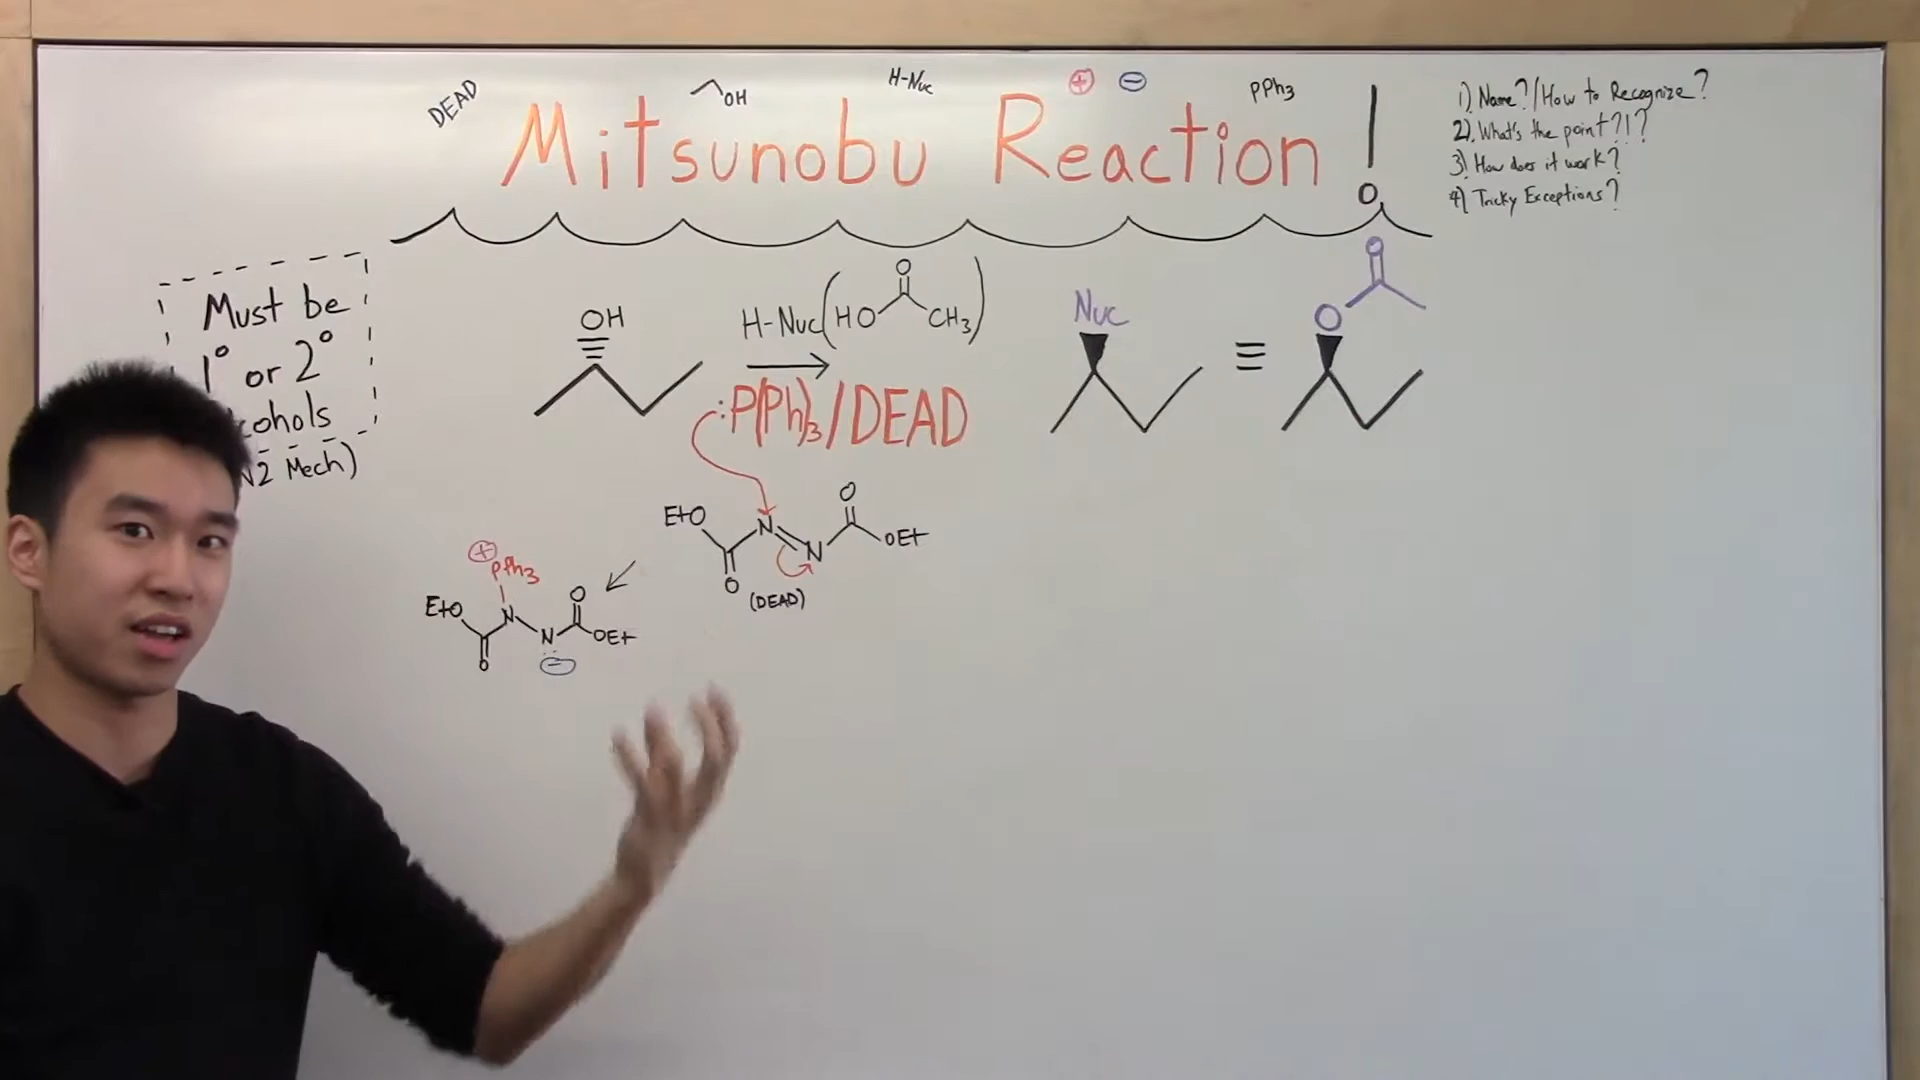 DEAD
OH
H-Nuc
+
−
PPh3
Mitsunobu Reaction!
1) Name?/How to Recognize?
2). What's the point?!?
3) How does it work?
4) Tricky Exceptions?
Must be
1° or 2°
Mech)
OH
H-Nuc(HO
O
CH3)
:P(Ph)3/DEAD
Nuc
≡
O
O
EtO
N
N
O
O
OEt
(DEAD)
+
PPh3
EtO
N
N
O
O
OEt
−